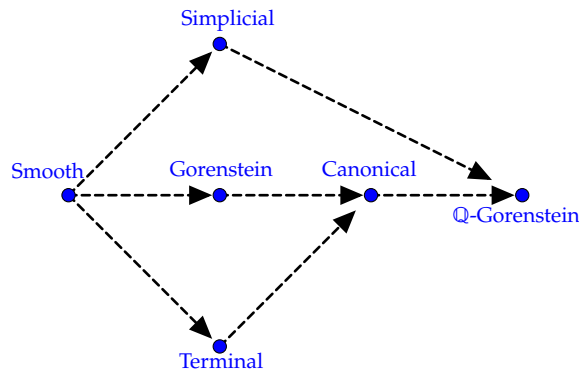 Simplicial
Smooth
Gorenstein
Canonical
ℚ-Gorenstein
Terminal